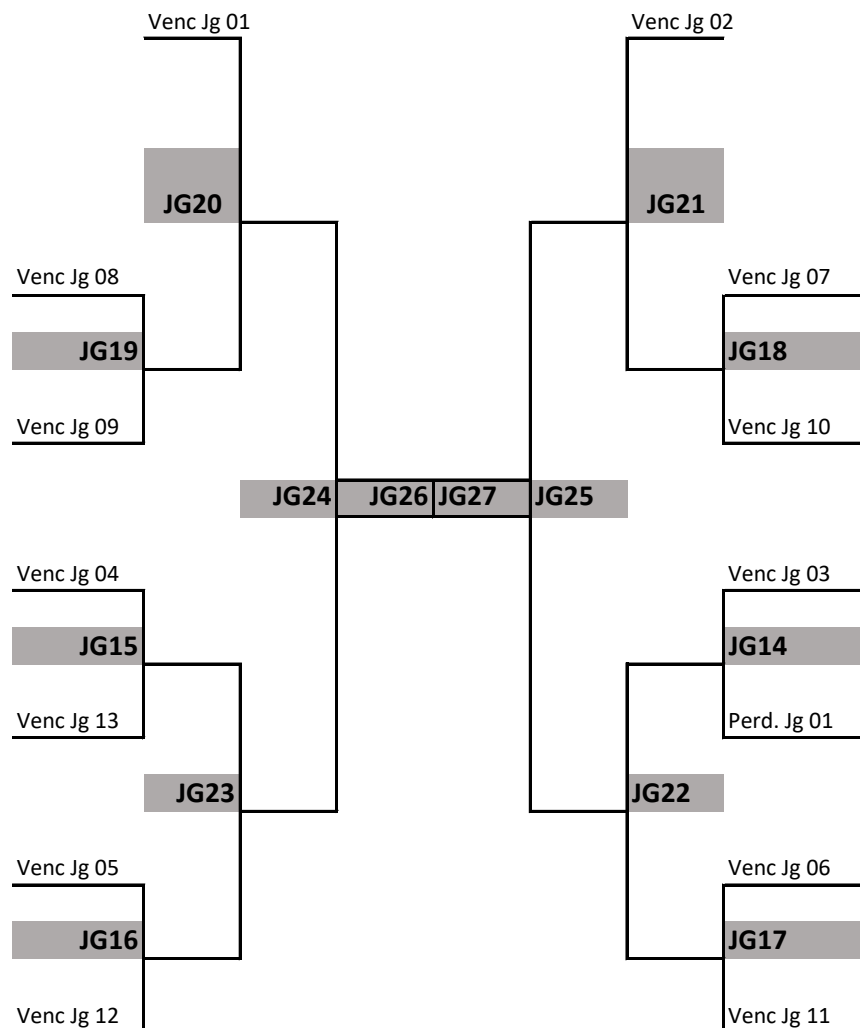 Venc Jg 01
Venc Jg 02
JG20
JG21
Venc Jg 08
Venc Jg 07
JG19
JG18
Venc Jg 09
Venc Jg 10
JG24
JG26
JG27
JG25
Venc Jg 04
Venc Jg 03
JG15
JG14
Venc Jg 13
Perd. Jg 01
JG23
JG22
Venc Jg 05
Venc Jg 06
JG16
JG17
Venc Jg 12
Venc Jg 11